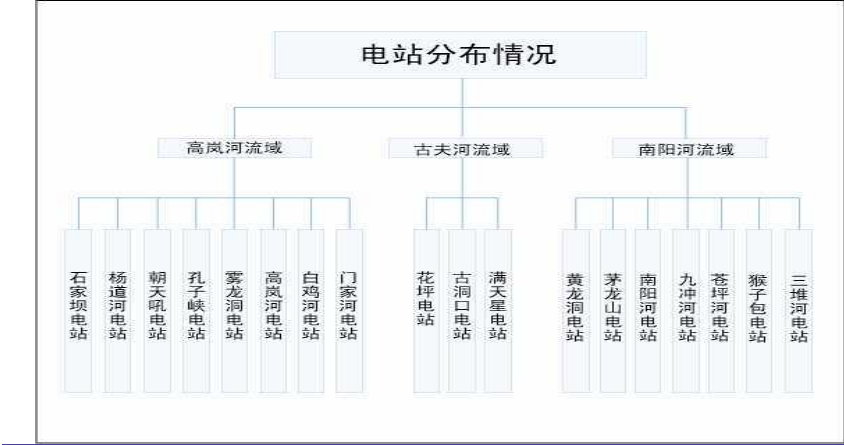 电站分布情况
高岚河流域
古夫河流域
南阳河流域
石家坝电站
杨道河电站
朝天吼电站
孔子峡电站
雾龙洞电站
高岚河电站
白鸡河电站
门家河电站
花坪电站
古洞口电站
满天星电站
黄龙洞电站
茅龙山电站
南阳河电站
九冲河电站
苍坪河电站
猴子包电站
三堆河电站